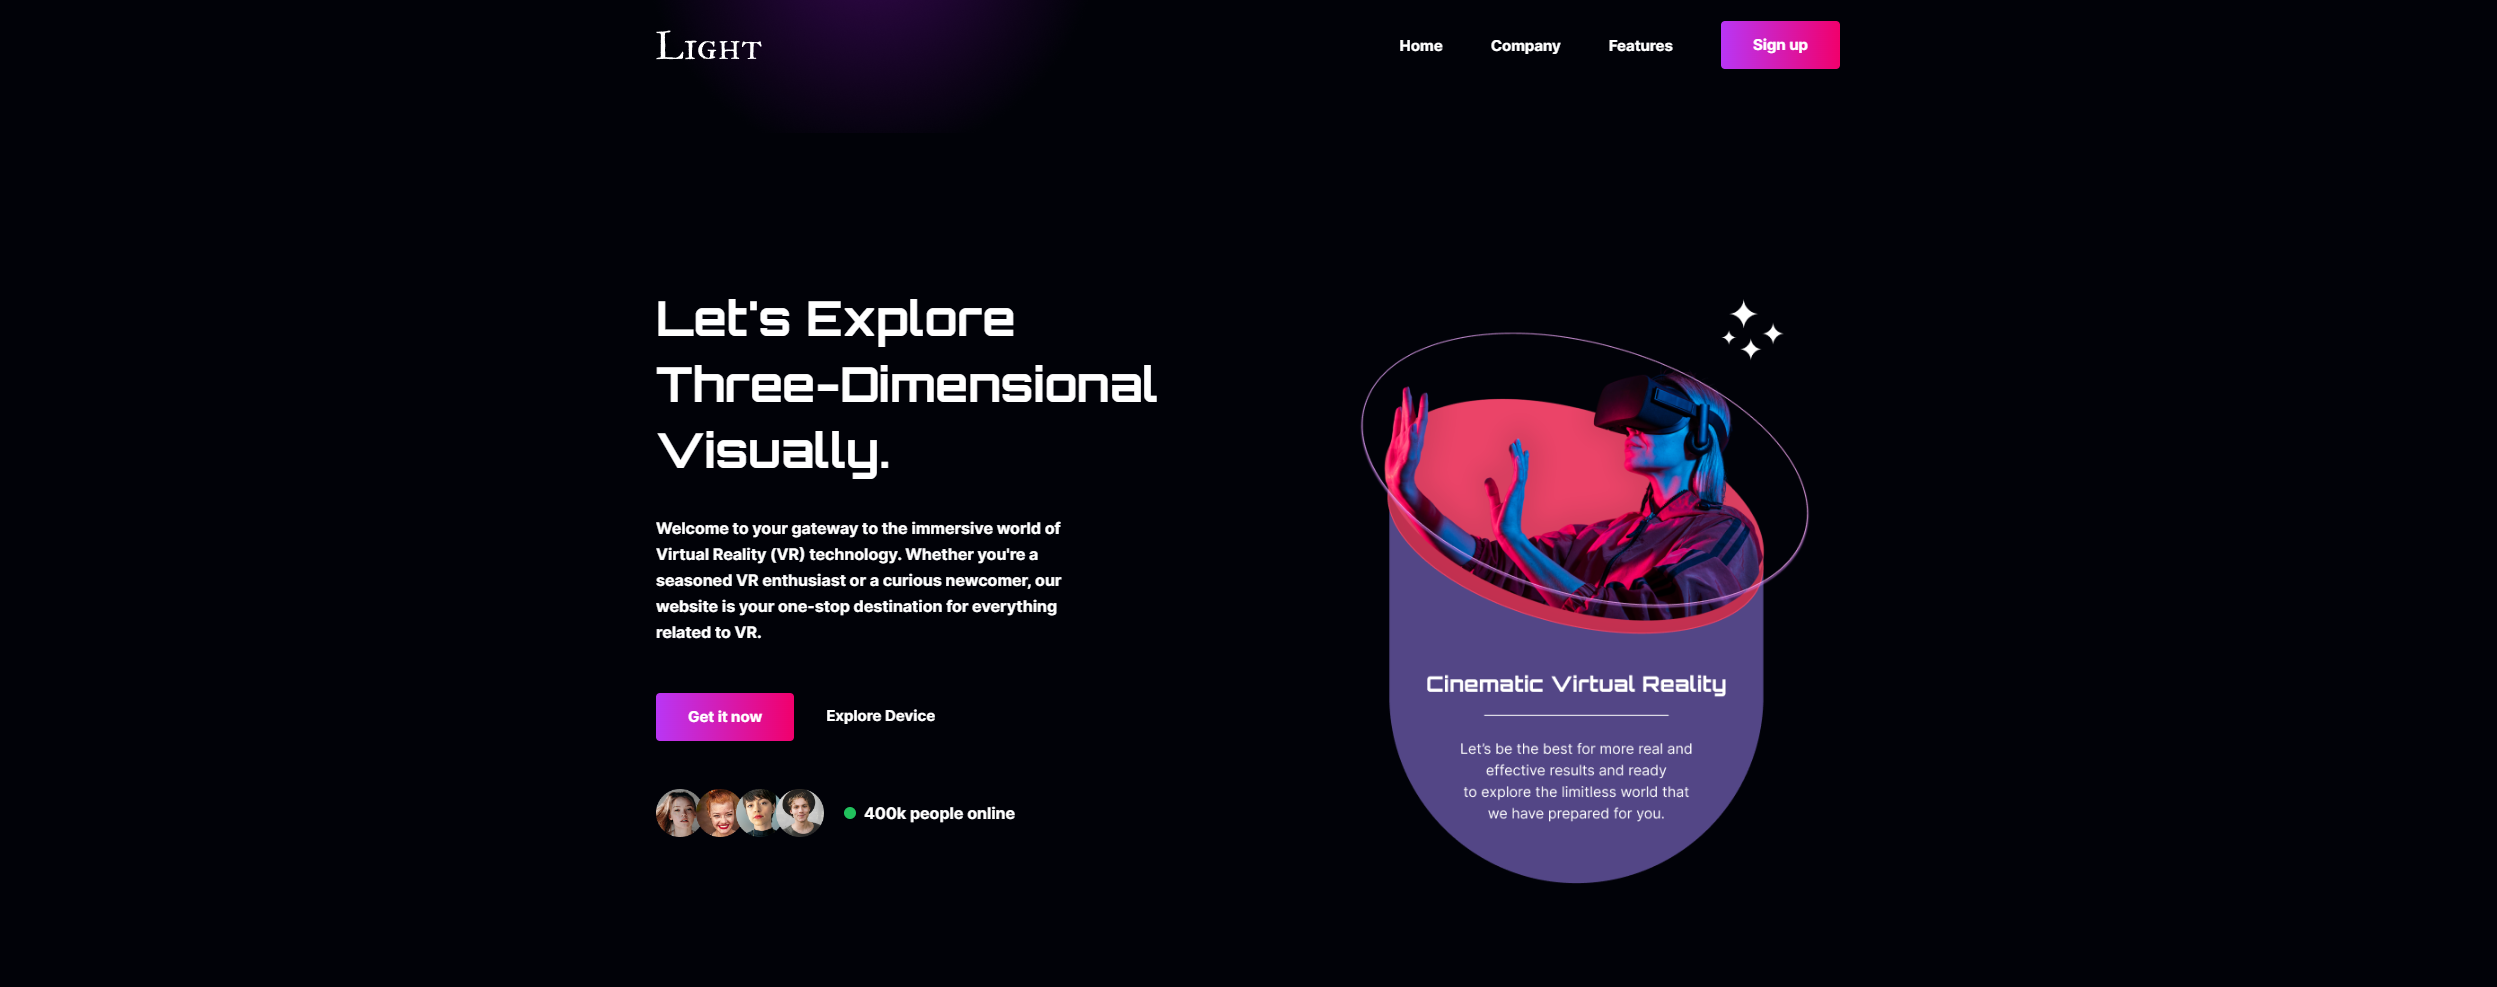 Light
Home
Company
Features
Sign up
Let's Explore
Three-Dimensional
Visually.
Welcome to your gateway to the immersive world of
Virtual Reality (VR) technology. Whether you're a
seasoned VR enthusiast or a curious newcomer, our
website is your one-stop destination for everything
related to VR.
Get it now
Explore Device
400k people online
Cinematic Virtual Reality
Let's be the best for more real and
effective results and ready
to explore the limitless world that
we have prepared for you.